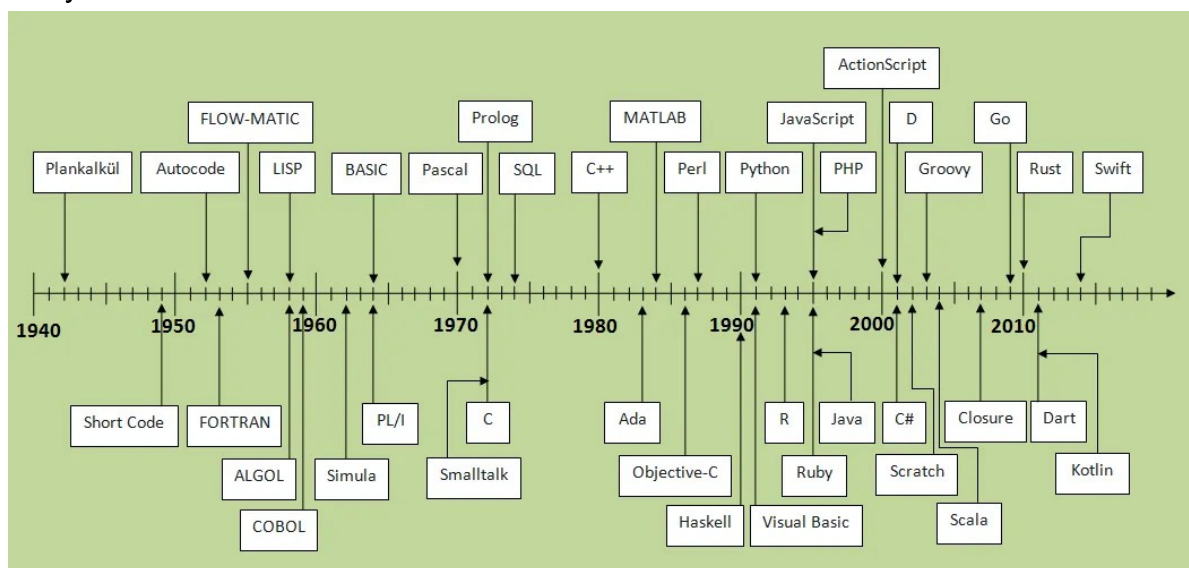 ActionScript
FLOW-MATIC
Prolog
MATLAB
JavaScript
D
Go
Plankalkül
Autocode
LISP
BASIC
Pascal
SQL
C++
Perl
Python
PHP
Groovy
Rust
Swift
1940
1950
1960
1970
1980
1990
2000
2010
Short Code
FORTRAN
PL/I
C
Ada
R
Java
C#
Closure
Dart
ALGOL
Simula
Smalltalk
Objective-C
Ruby
Scratch
Kotlin
COBOL
Haskell
Visual Basic
Scala